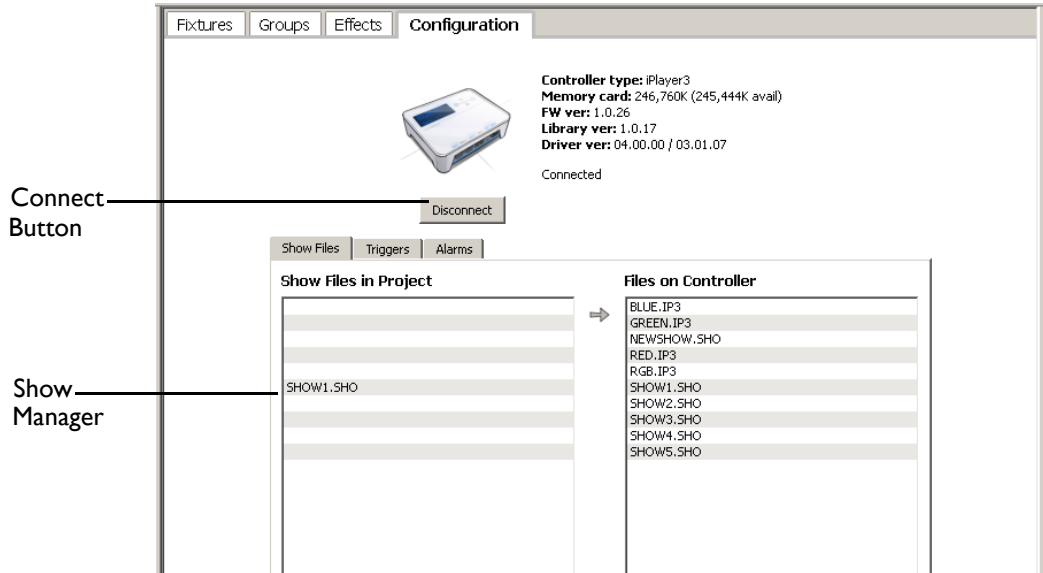 Fixtures Groups Effects Configuration
Controller type: iPlayer3
Memory card: 246,760K (245,444K avail)
FW ver: 1.0.26
Library ver: 1.0.17
Driver ver: 04.00.00 / 03.01.07
Connected
Connect
Button
Disconnect
Show Files Triggers Alarms
Show Files in Project
Files on Controller
BLUE.IP3
GREEN.IP3
NEWSHOW.SHO
RED.IP3
RGB.IP3
Show
Manager
SHOW1.SHO
SHOW1.SHO
SHOW2.SHO
SHOW3.SHO
SHOW4.SHO
SHOW5.SHO